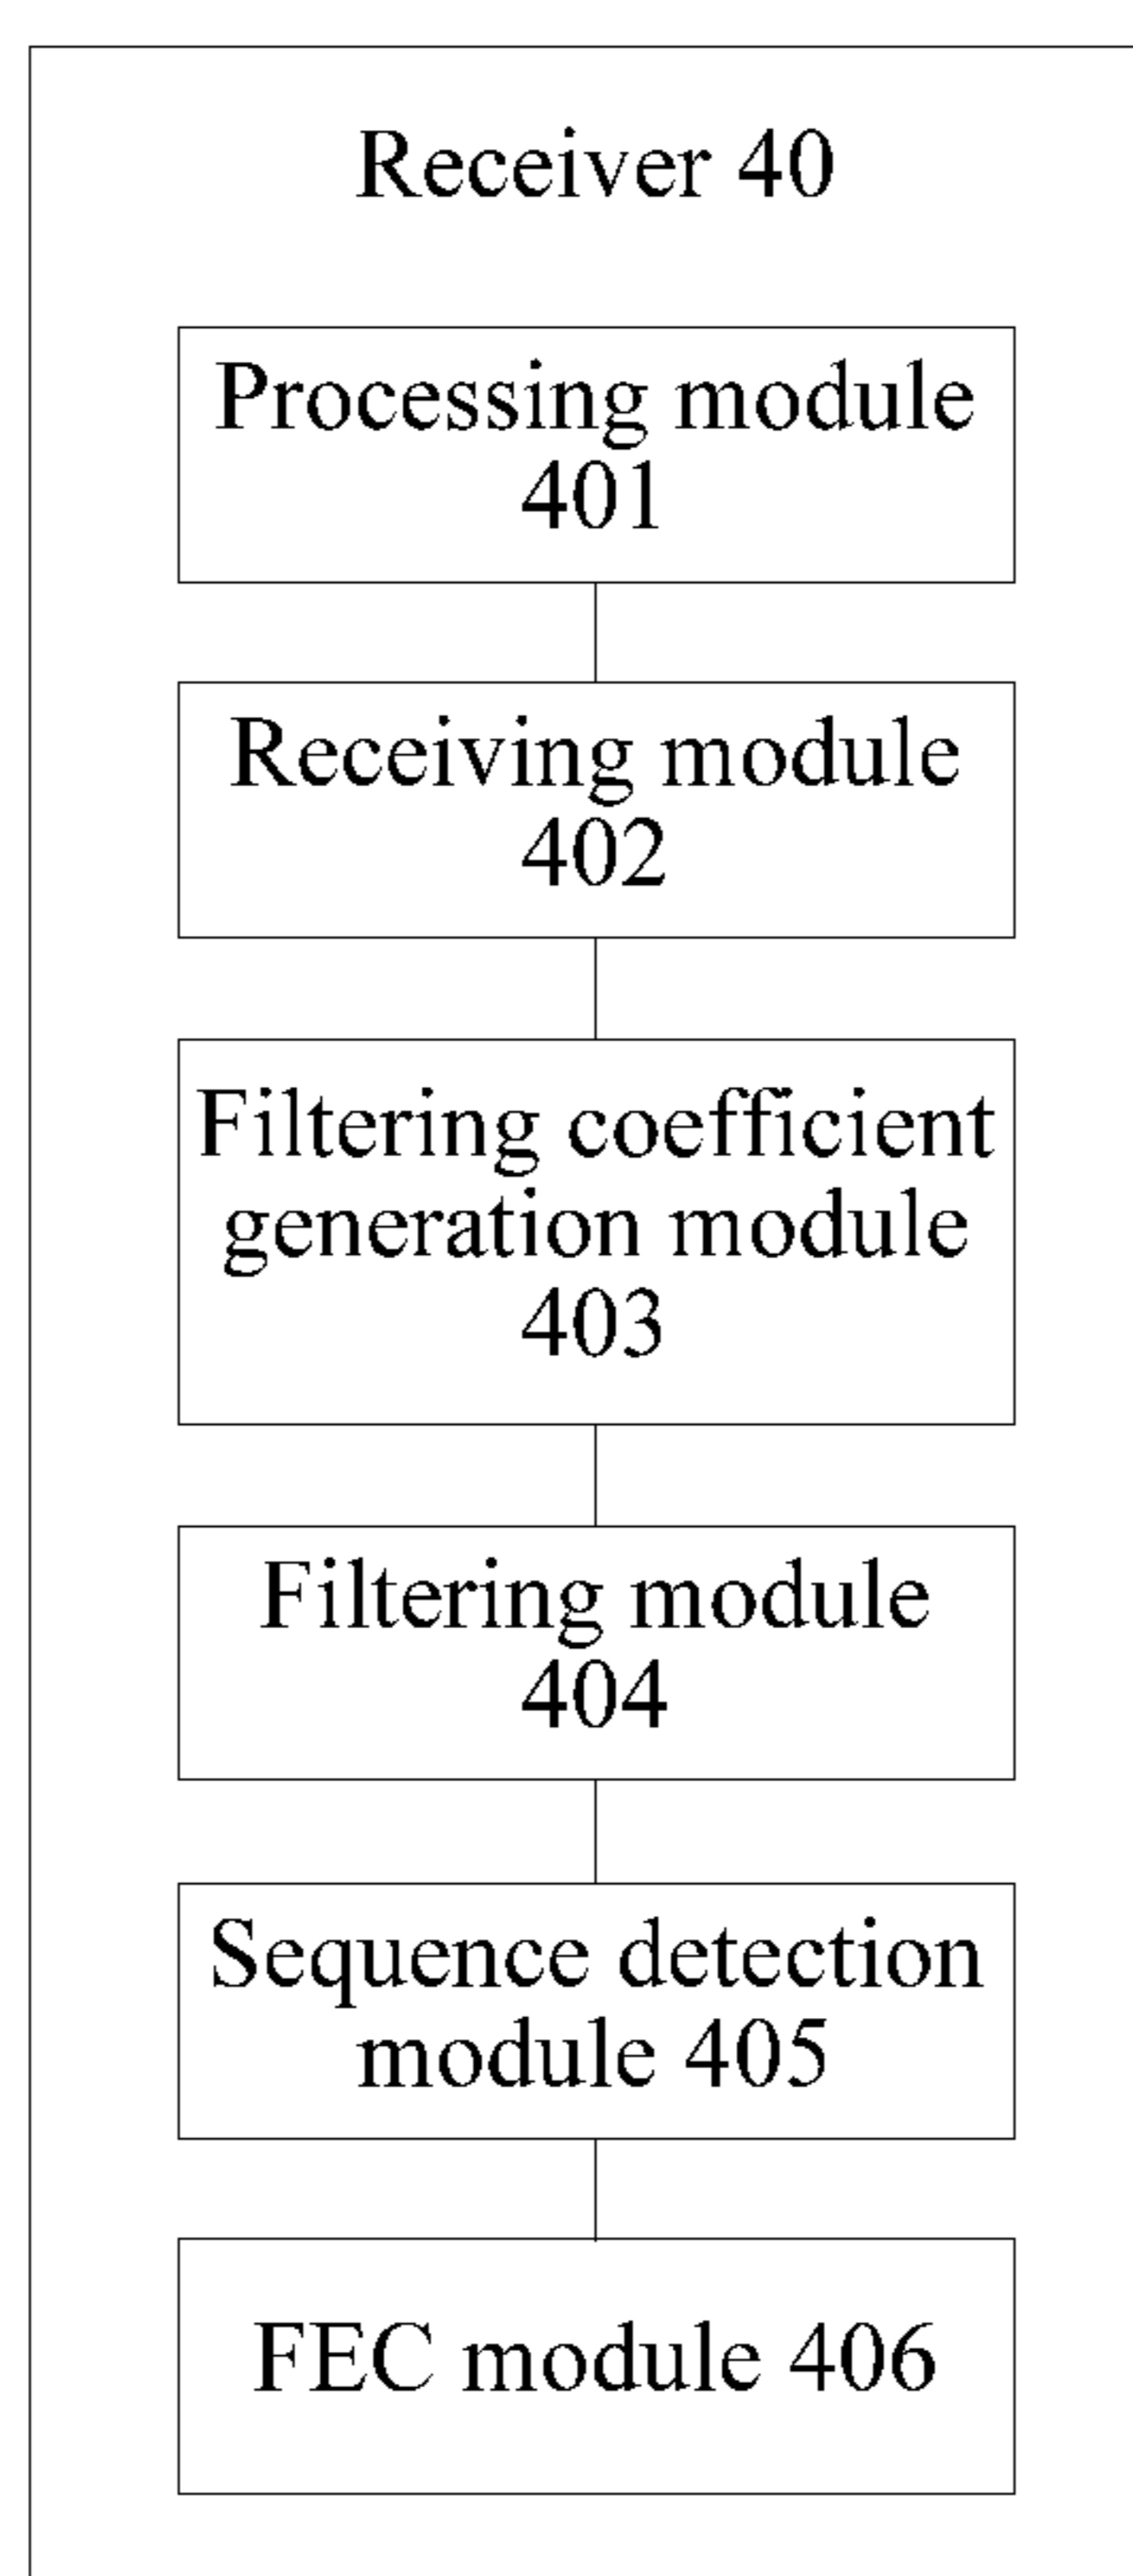 Receiver 40
Processing module
401
Receiving module
402
Filtering coefficient
generation module
403
Filtering module
404
Sequence detection
module 405
FEC module 406